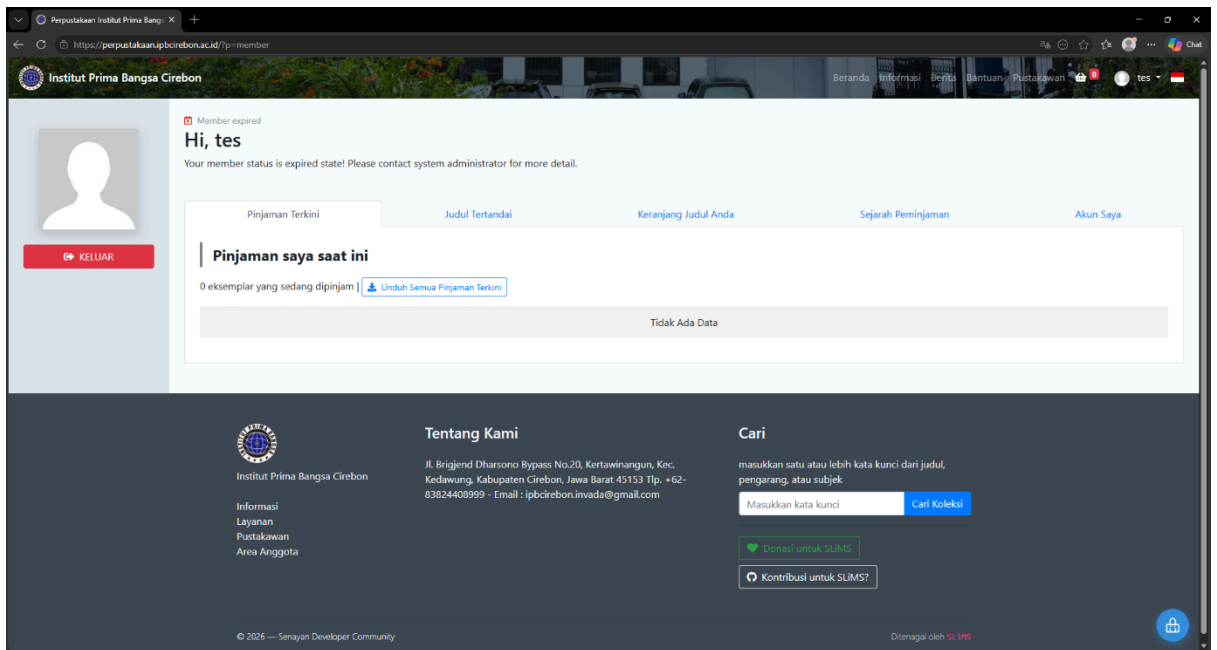 Perpustakaan Institut Prima Bangs
https://perpustakaan.ipbcirebon.ac.id/?p=member
Chat
Institut Prima Bangsa Cirebon
Beranda Informasi Berita Bantuan Pustakawan 0 tes
Member expired
Hi, tes
Your member status is expired state! Please contact system administrator for more detail.
Pinjaman Terkini Judul Tertandai Keranjang Judul Anda Sejarah Peminjaman Akun Saya
KELUAR
Pinjaman saya saat ini
0 eksemplar yang sedang dipinjam | Unduh Semua Pinjaman Terkini
Tidak Ada Data
Institut Prima Bangsa Cirebon
Informasi
Layanan
Pustakawan
Area Anggota
Tentang Kami
Jl. Brigjend Dharsono Bypass No.20, Kertawinangun, Kec.
Kedawung, Kabupaten Cirebon, Jawa Barat 45153 Tlp. +62-
83824408999 - Email : ipbcirebon.invada@gmail.com
Cari
masukkan satu atau lebih kata kunci dari judul,
pengarang, atau subjek
Masukkan kata kunci Cari Koleksi
Donasi untuk SLiMS
Kontribusi untuk SLiMS?
© 2026 — Senayan Developer Community
Ditenagai oleh SLIMS